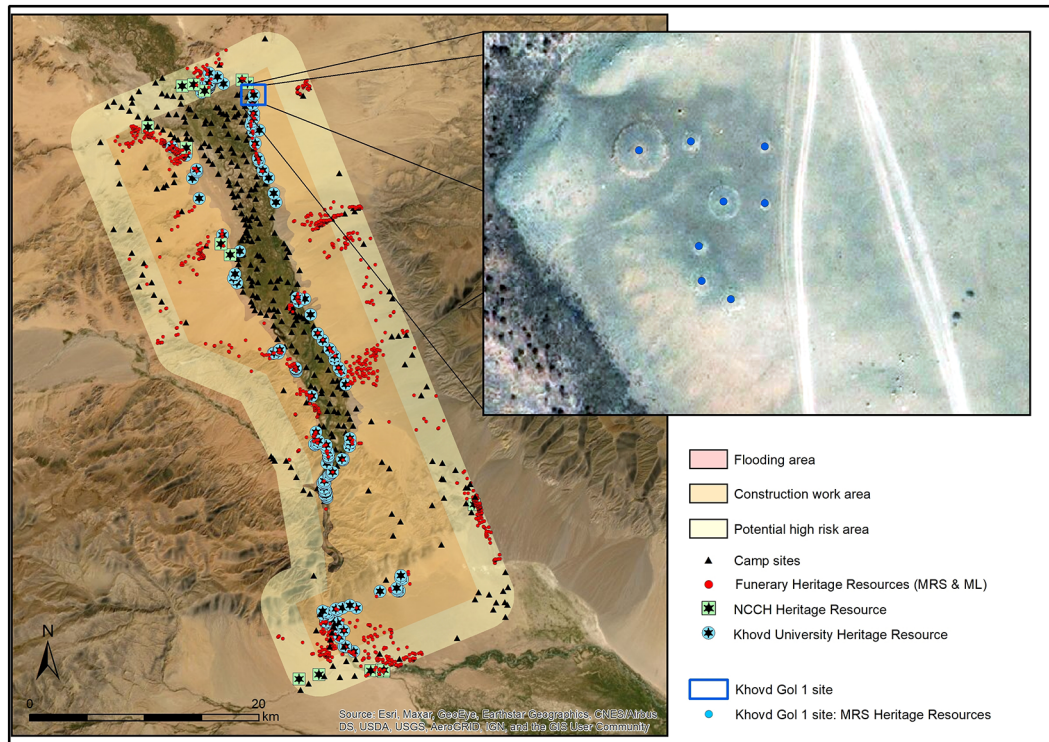 Flooding area
Construction work area
Potential high risk area
Camp sites
Funerary Heritage Resources (MRS & ML)
NCCH Heritage Resource
Khovd University Heritage Resource
Khovd Gol 1 site
Khovd Gol 1 site: MRS Heritage Resources
N
0 10 20
km
Source: Esri, Maxar, GeoEye, Earthstar Geographics, CNES/Airbus
DS, USDA, USGS, AeroGRID, IGN, and the GIS User Community